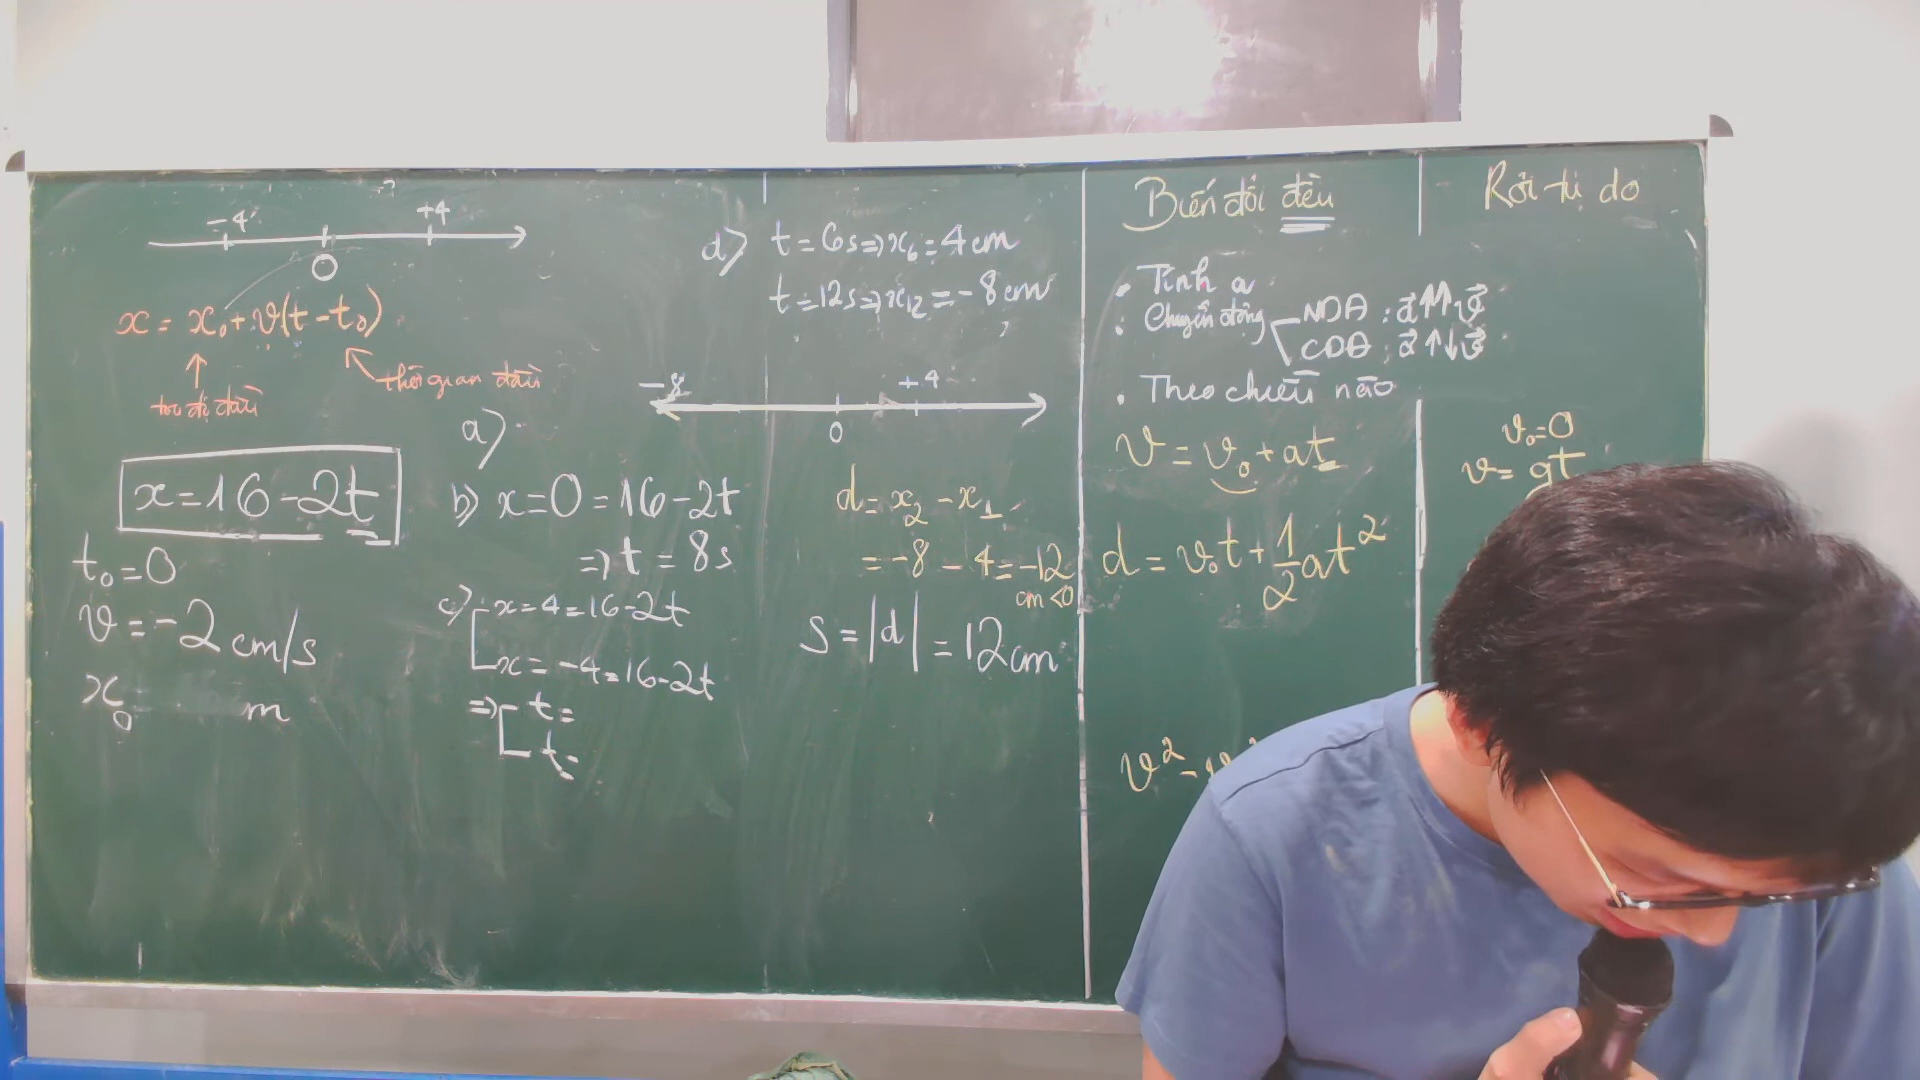 -4 +4
O
x = x₀ + v(t - t₀)
thời gian đầu
toạ độ đầu
x = 16 - 2t
t₀ = 0
v = -2 cm/s
x₀ m
a)
b) x = 0 = 16 - 2t
=> t = 8s
c) x = 4 = 16 - 2t
x = -4 = 16 - 2t
=> t =
t =
d) t = 6s => x₆ = 4cm
t = 12s => x₁₂ = -8cm
-8 +4
0
d = x₂ - x₁
= -8 - 4 = -12
cm <0
S = |d| = 12cm
Biến đổi đều
• Tính a
• Chuyển động NDĐ : a⃗ ↑↑ v⃗
CDĐ : a⃗ ↑↓ v⃗
• Theo chiều nào
v = v₀ + at
d = v₀t + 1/2 at²
v² -
Rơi tự do
v₀ = 0
v = gt